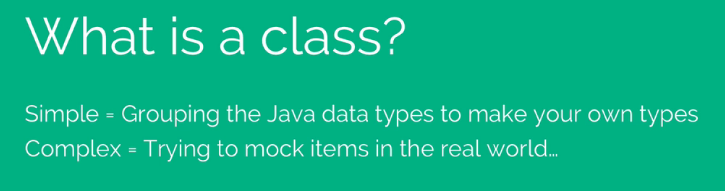 What is a class?
Simple = Grouping the Java data types to make your own types
Complex = Trying to mock items in the real world...